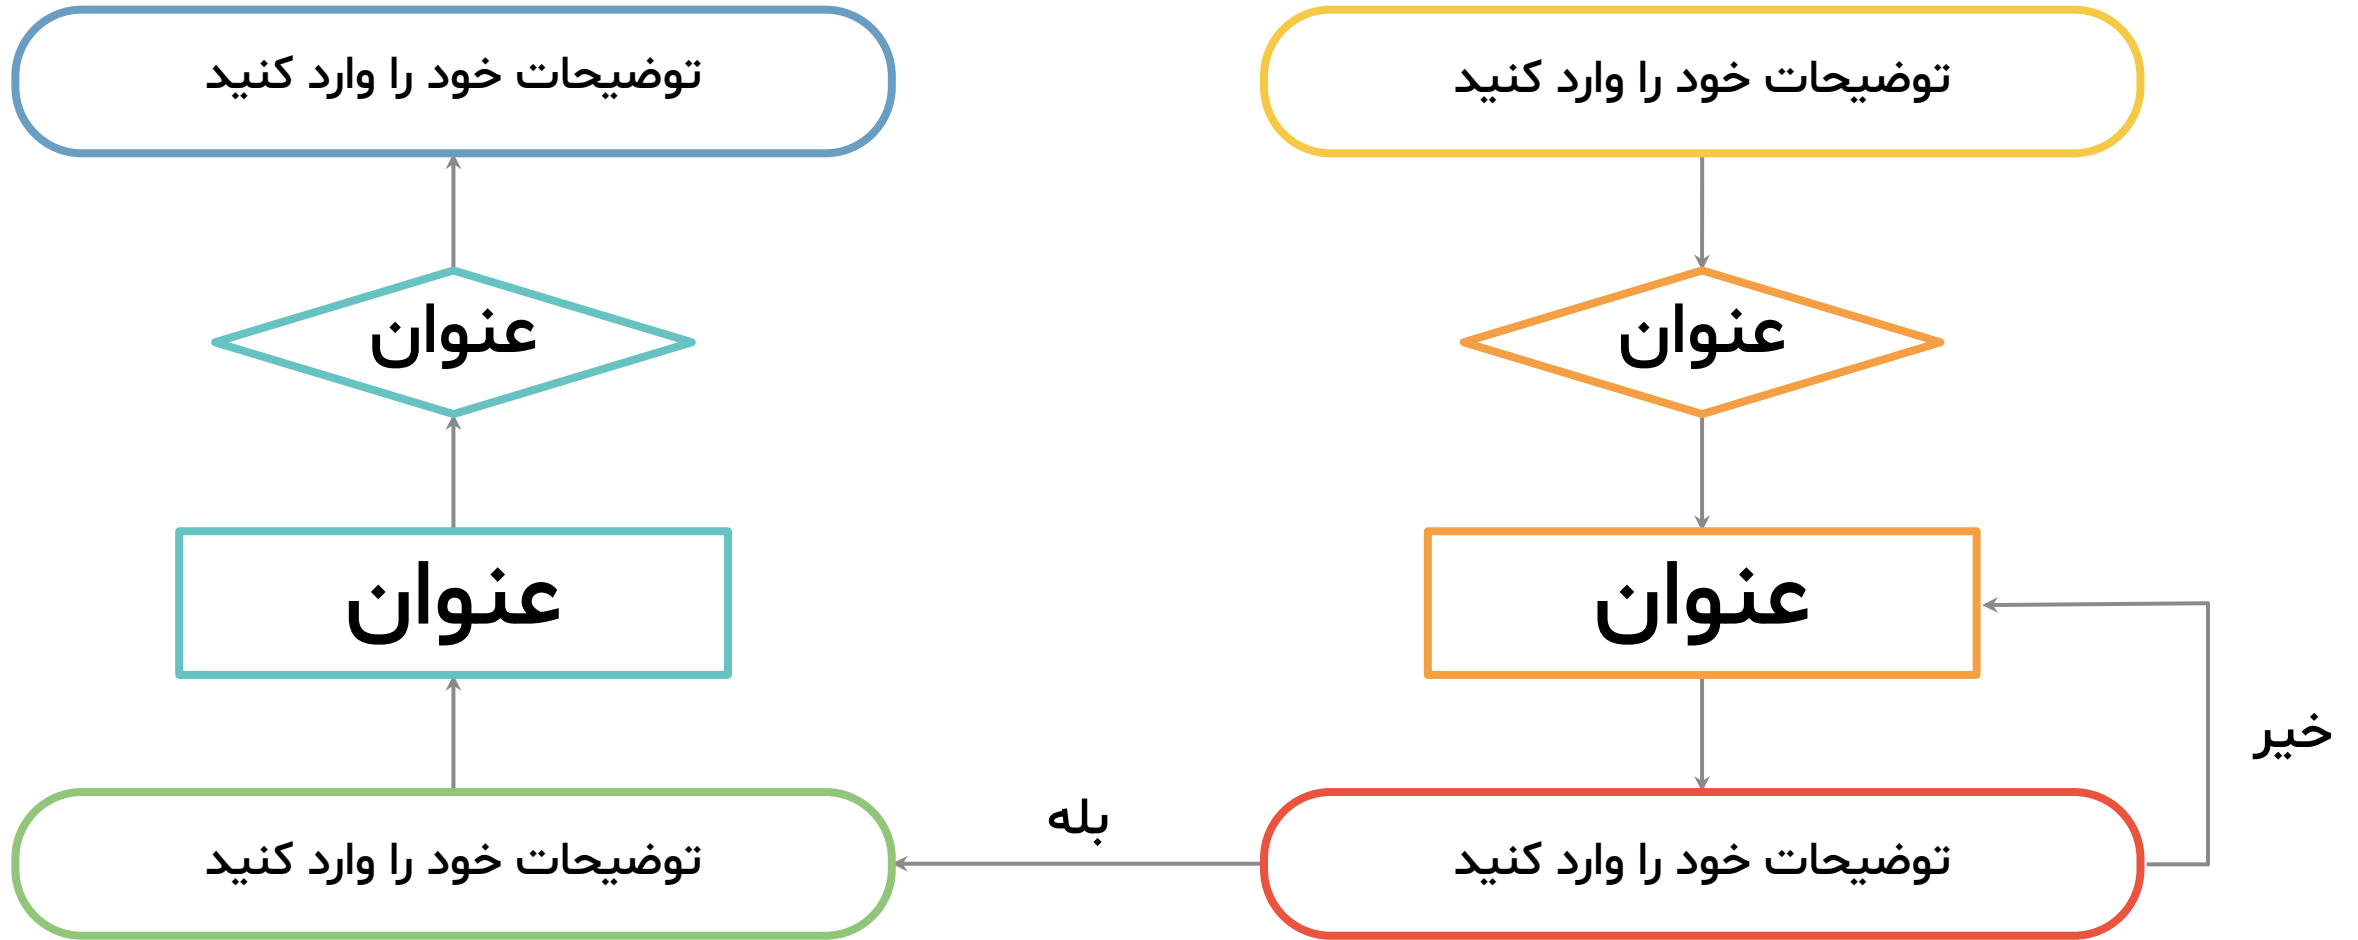 توضیحات خود را وارد کنید
توضیحات خود را وارد کنید
عنوان
عنوان
عنوان
عنوان
خیر
بله
توضیحات خود را وارد کنید
توضیحات خود را وارد کنید